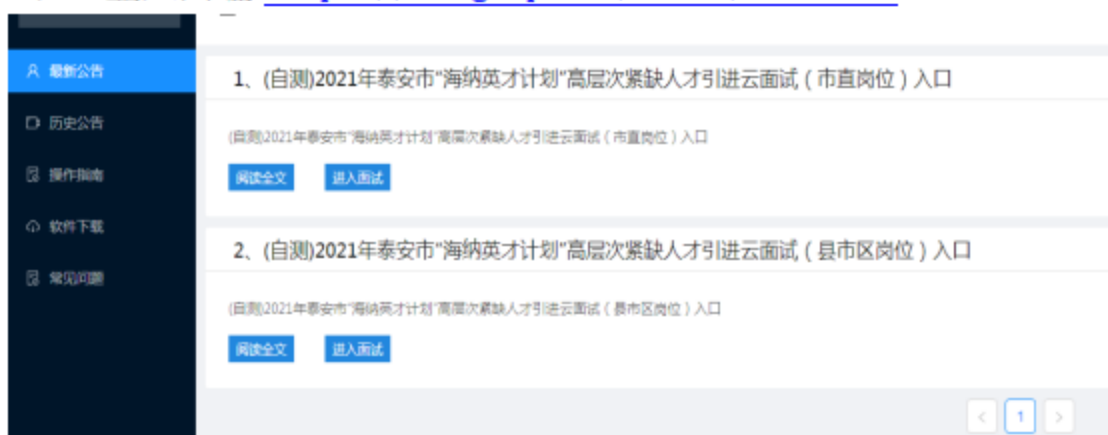 最新公告
历史公告
操作指南
软件下载
常见问题
1、(自测)2021年泰安市"海纳英才计划"高层次紧缺人才引进云面试（市直岗位）入口
(自测)2021年泰安市"海纳英才计划"高层次紧缺人才引进云面试（市直岗位）入口
阅读全文 进入面试
2、(自测)2021年泰安市"海纳英才计划"高层次紧缺人才引进云面试（县市区岗位）入口
(自测)2021年泰安市"海纳英才计划"高层次紧缺人才引进云面试（县市区岗位）入口
阅读全文 进入面试
< 1 >